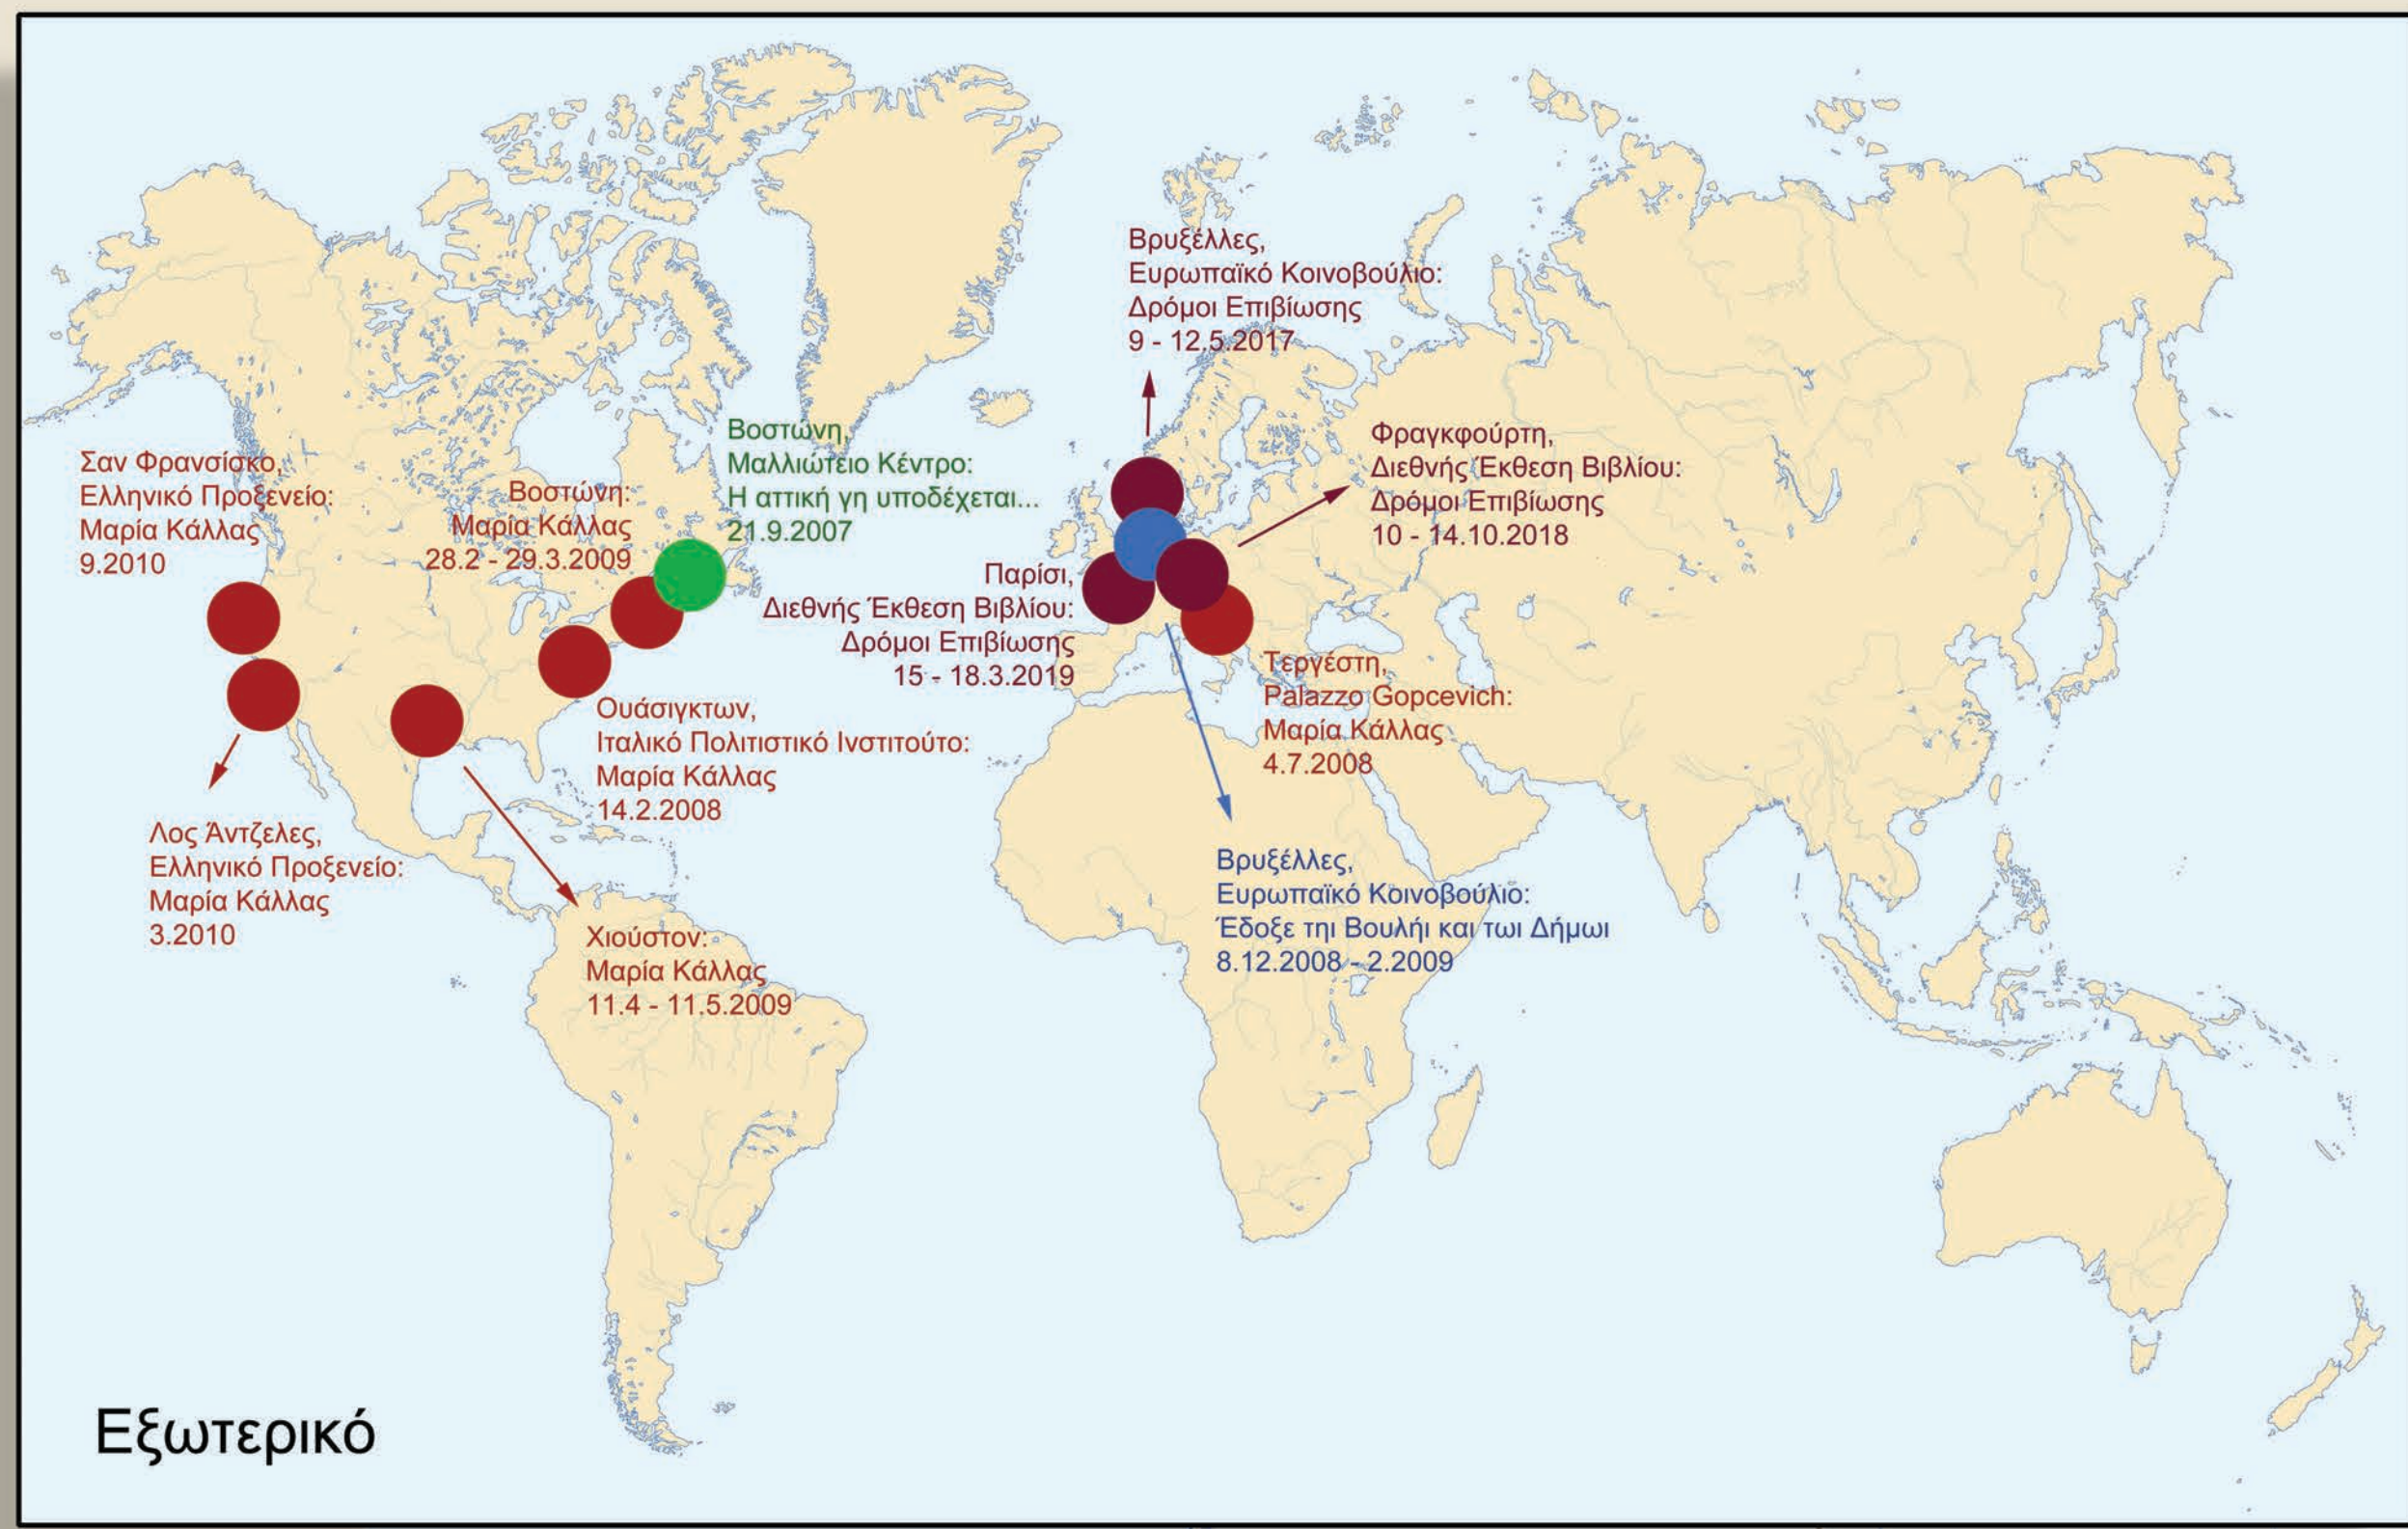 Βρυξέλλες,
Ευρωπαϊκό Κοινοβούλιο:
Δρόμοι Επιβίωσης
9 - 12.5.2017
Φραγκφούρτη,
Διεθνής Έκθεση Βιβλίου:
Δρόμοι Επιβίωσης
10 - 14.10.2018
Βοστώνη,
Μαλλιώτειο Κέντρο:
Η αττική γη υποδέχεται...
21.9.2007
Σαν Φρανσίσκο,
Ελληνικό Προξενείο:
Μαρία Κάλλας
9.2010
Βοστώνη:
Μαρία Κάλλας
28.2 - 29.3.2009
Παρίσι,
Διεθνής Έκθεση Βιβλίου:
Δρόμοι Επιβίωσης
15 - 18.3.2019
Τεργέστη,
Palazzo Gopcevich:
Μαρία Κάλλας
4.7.2008
Ουάσιγκτων,
Ιταλικό Πολιτιστικό Ινστιτούτο:
Μαρία Κάλλας
14.2.2008
Λος Άντζελες,
Ελληνικό Προξενείο:
Μαρία Κάλλας
3.2010
Βρυξέλλες,
Ευρωπαϊκό Κοινοβούλιο:
Έδοξε τηι Βουλήι και τωι Δήμωι
8.12.2008 - 2.2009
Χιούστον:
Μαρία Κάλλας
11.4 - 11.5.2009
Εξωτερικό